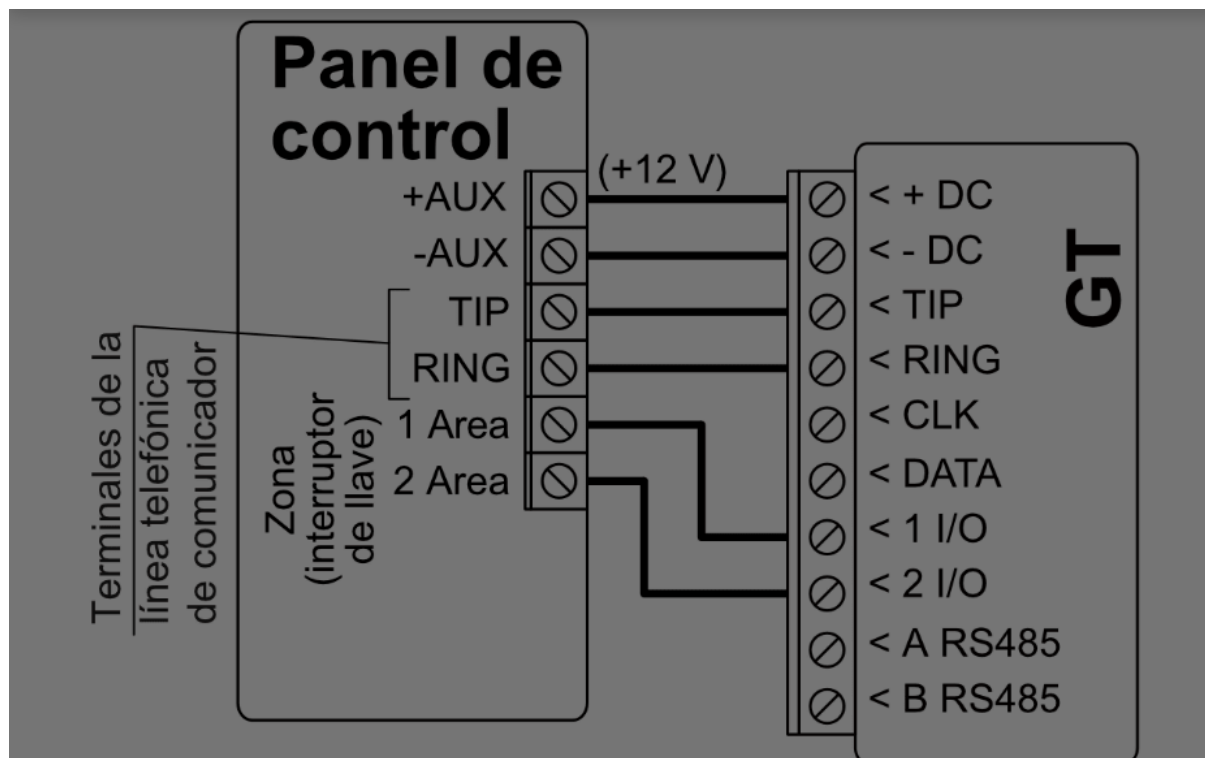 Panel de
control
+AUX
-AUX
TIP
RING
1 Area
2 Area
(+12 V)
Terminales de la
línea telefónica
de comunicador
Zona
(interruptor
de llave)
< + DC
< - DC
< TIP
< RING
< CLK
< DATA
< 1 I/O
< 2 I/O
< A RS485
< B RS485
GT